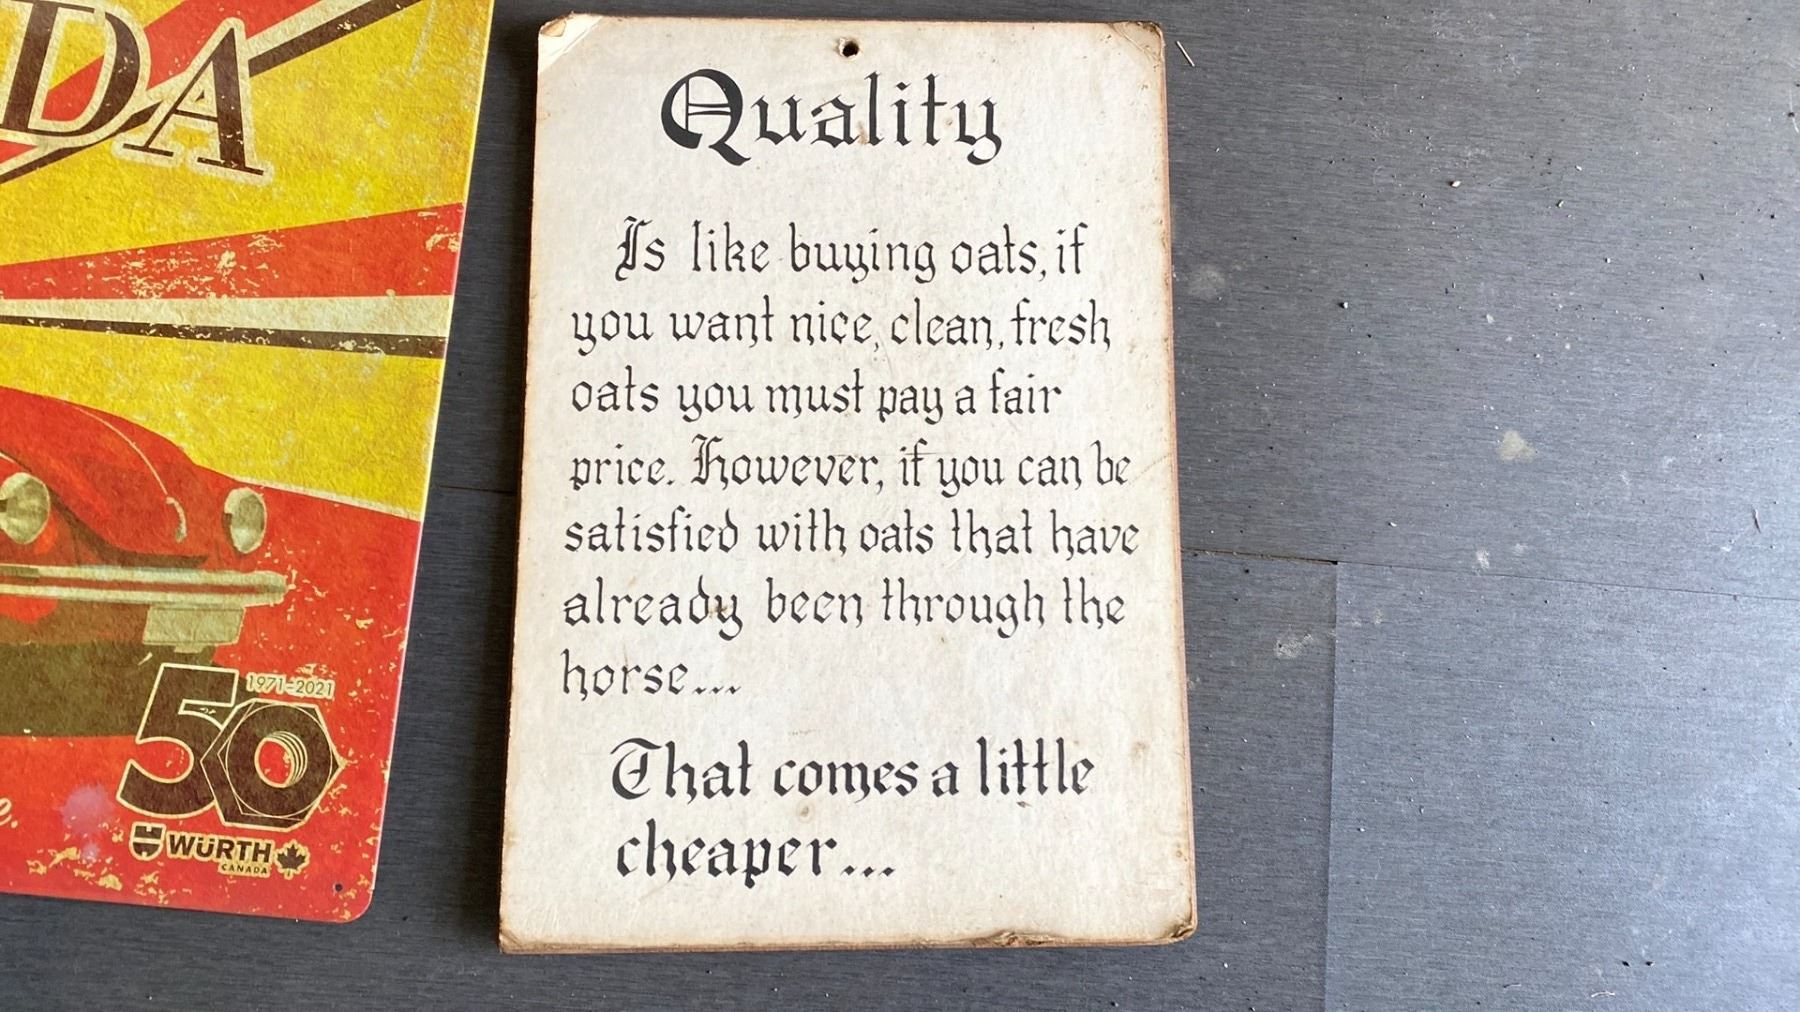 DA
1971-2021
50
WÜRTH
CANADA
Quality
Is like buying oats, if
you want nice, clean, fresh
oats you must pay a fair
price. However, if you can be
satisfied with oats that have
already been through the
horse...
That comes a little
cheaper...